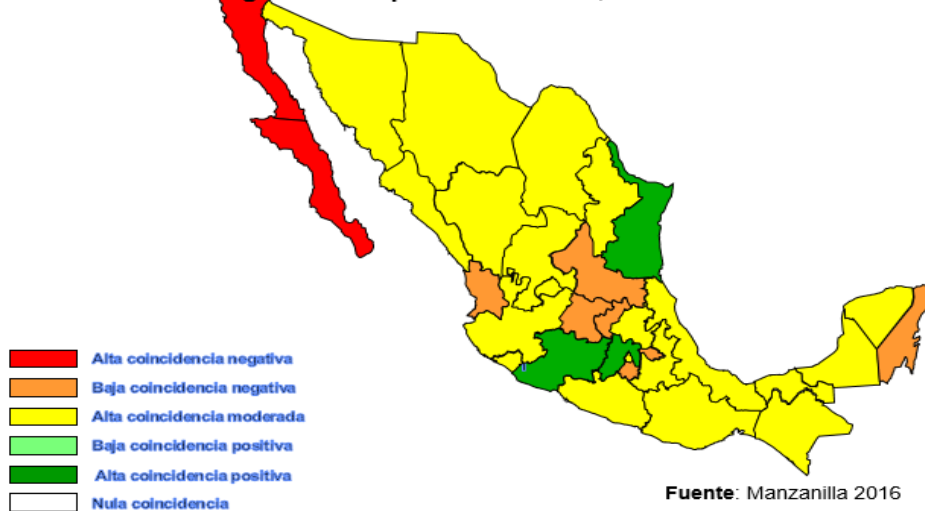 Alta coincidencia negativa
Baja coincidencia negativa
Alta coincidencia moderada
Baja coincidencia positiva
Alta coincidencia positiva
Nula coincidencia
Fuente: Manzanilla 2016